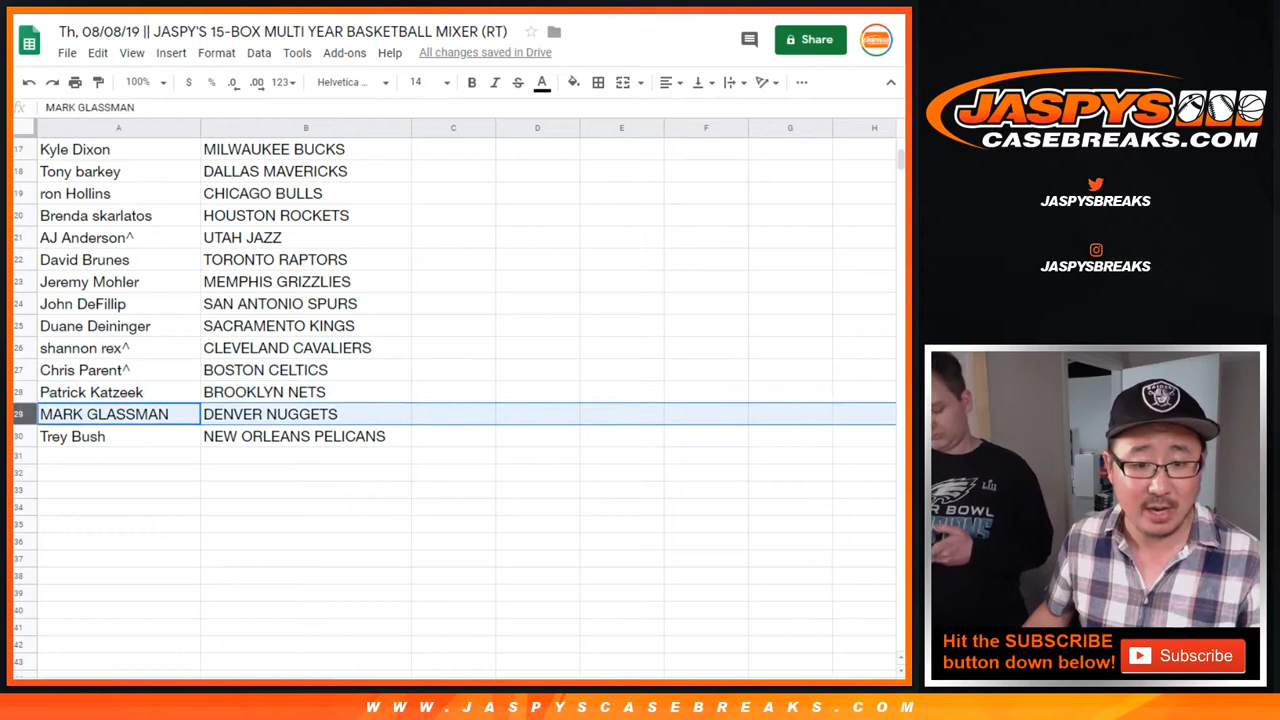 Th, 08/08/19 || JASPY'S 15-BOX MULTI YEAR BASKETBALL MIXER (RT)
File Edit View Insert Format Data Tools Add-ons Help All changes saved in Drive
Share
100% $ % .0 .00 123 Helvetica ... 14 B I S A
fx MARK GLASSMAN
A B C D E F G H
17 Kyle Dixon MILWAUKEE BUCKS
18 Tony barkey DALLAS MAVERICKS
19 ron Hollins CHICAGO BULLS
20 Brenda skarlatos HOUSTON ROCKETS
21 AJ Anderson^ UTAH JAZZ
22 David Brunes TORONTO RAPTORS
23 Jeremy Mohler MEMPHIS GRIZZLIES
24 John DeFillip SAN ANTONIO SPURS
25 Duane Deininger SACRAMENTO KINGS
26 shannon rex^ CLEVELAND CAVALIERS
27 Chris Parent^ BOSTON CELTICS
28 Patrick Katzeek BROOKLYN NETS
29 MARK GLASSMAN DENVER NUGGETS
30 Trey Bush NEW ORLEANS PELICANS
31
32
33
34
35
36
37
38
39
40
41
42
43
JASPYS
CASEBREAKS.COM
JASPYSBREAKS
JASPYSBREAKS
RAIDERS
LII
R BOWL
Hit the SUBSCRIBE
button down below!
Subscribe
WWW.JASPYSCASEBREAKS.COM